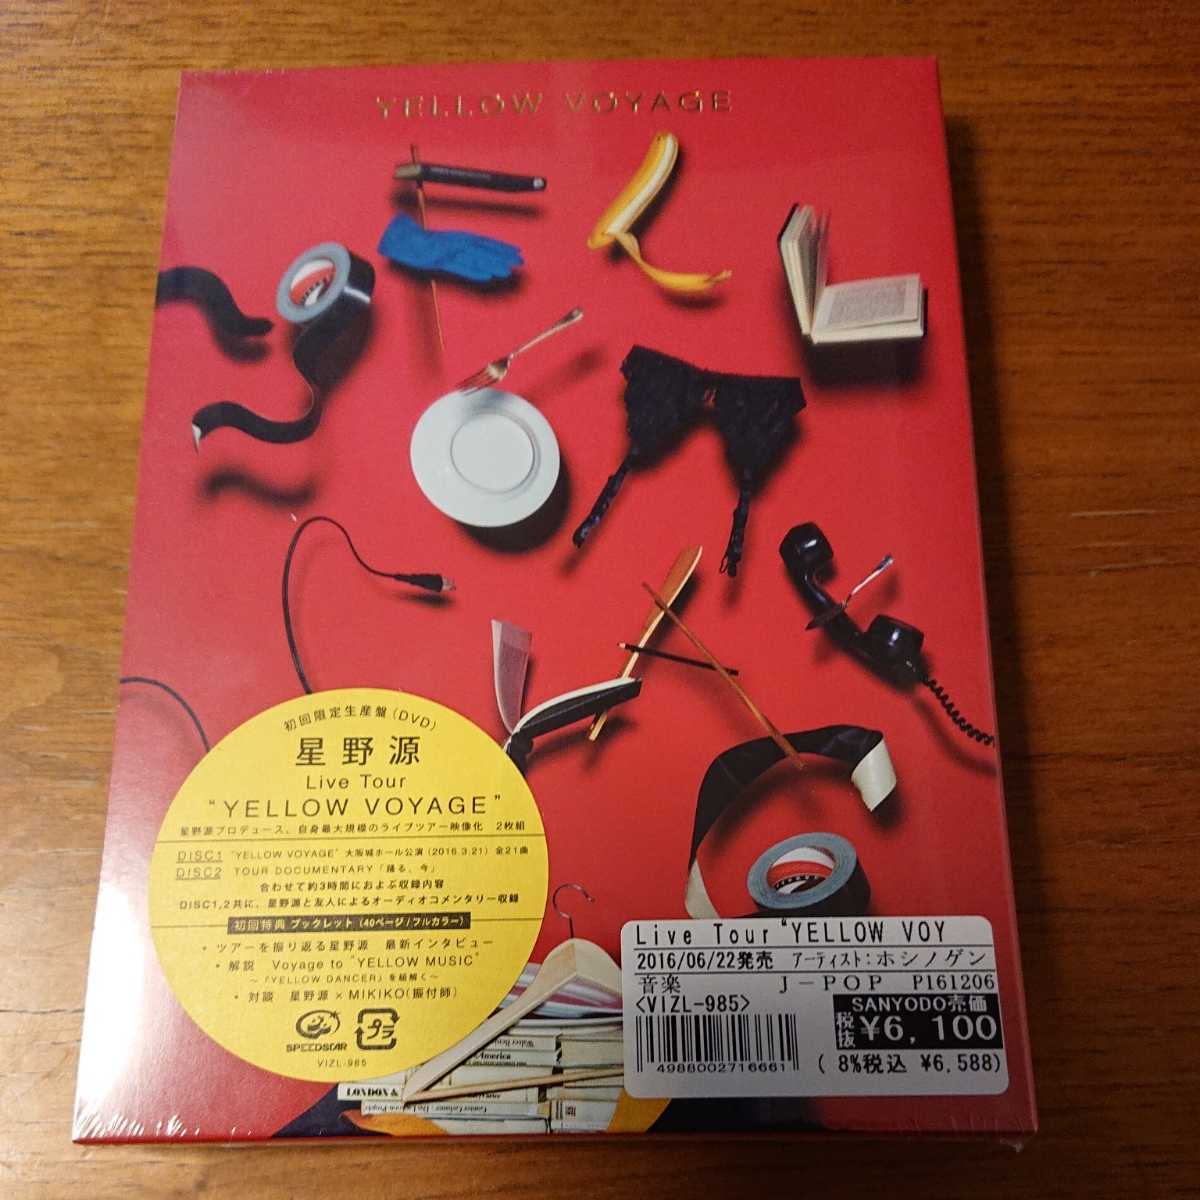 YELLOW VOYAGE
初回限定生産盤(DVD)
星野源
Live Tour
"YELLOW VOYAGE"
星野源プロデュース、自身最大規模のライブツアー映像化 2枚組
DISC1 "YELLOW VOYAGE" 大阪城ホール公演(2016.3.21) 全21曲
DISC2 TOUR DOCUMENTARY「踊る、今」
合わせて約3時間におよぶ収録内容
DISC1,2共に、星野源と友人によるオーディオコメンタリー収録
初回特典 ブックレット(40ページ/フルカラー)
・ツアーを振り返る星野源 最新インタビュー
・解説 Voyage to "YELLOW MUSIC"
～『YELLOW DANCER』を紐解く～
・対談 星野源×MIKIKO(振付師)
SPEEDSTAR
プラ
VIZL-985
Live Tour“YELLOW VOY
2016/06/22発売 アーティスト:ホシノゲン
音楽 J-POP P161206
<VIZL-985>
SANYODO売価
税抜 ¥6,100
4988002716661
( 8%税込 ¥6,588)
America
LONDON